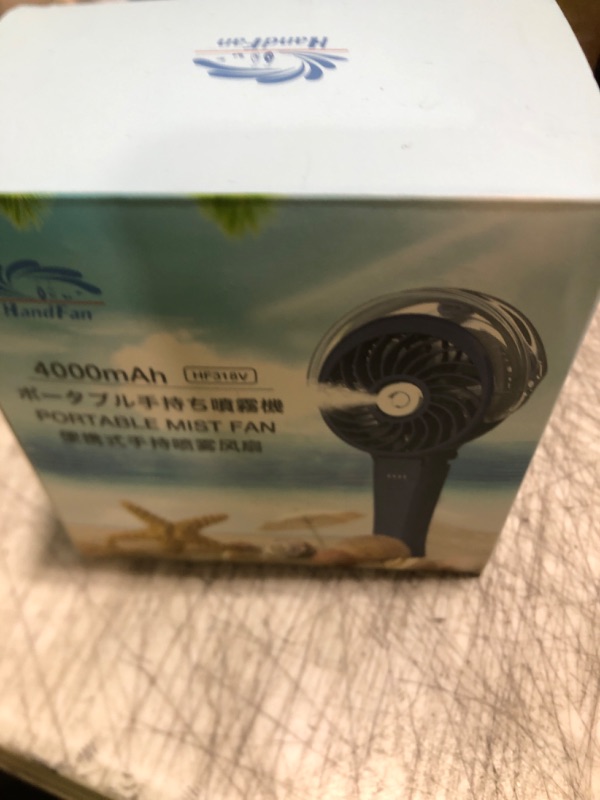 HandFan
HandFan
4000mAh HF318V
ポータブル手持ち噴霧機
PORTABLE MIST FAN
便携式手持喷雾风扇